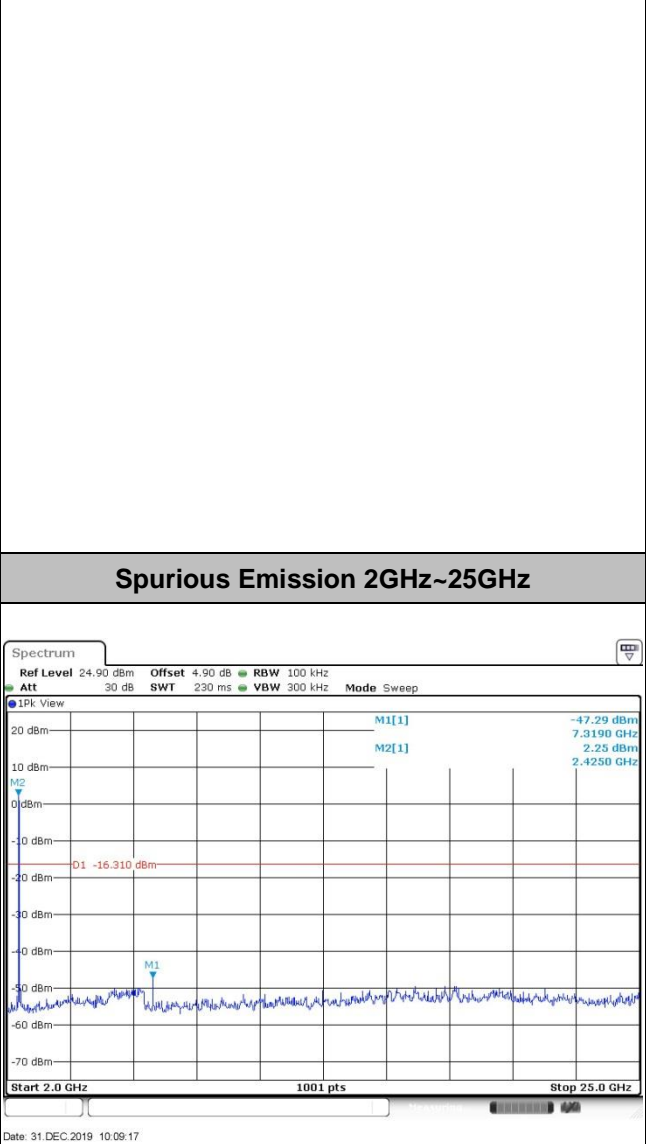 Spurious Emission 2GHz~25GHz
Spectrum
Ref Level 24.90 dBm Offset 4.90 dB RBW 100 kHz
Att 30 dB SWT 230 ms VBW 300 kHz Mode Sweep
1Pk View
M1[1] -47.29 dBm
7.3190 GHz
M2[1] 2.25 dBm
2.4250 GHz
20 dBm
10 dBm
M2
0 dBm
-10 dBm
D1 -16.310 dBm
-20 dBm
-30 dBm
-40 dBm
M1
-50 dBm
-60 dBm
-70 dBm
Start 2.0 GHz 1001 pts Stop 25.0 GHz
Date: 31.DEC.2019 10:09:17